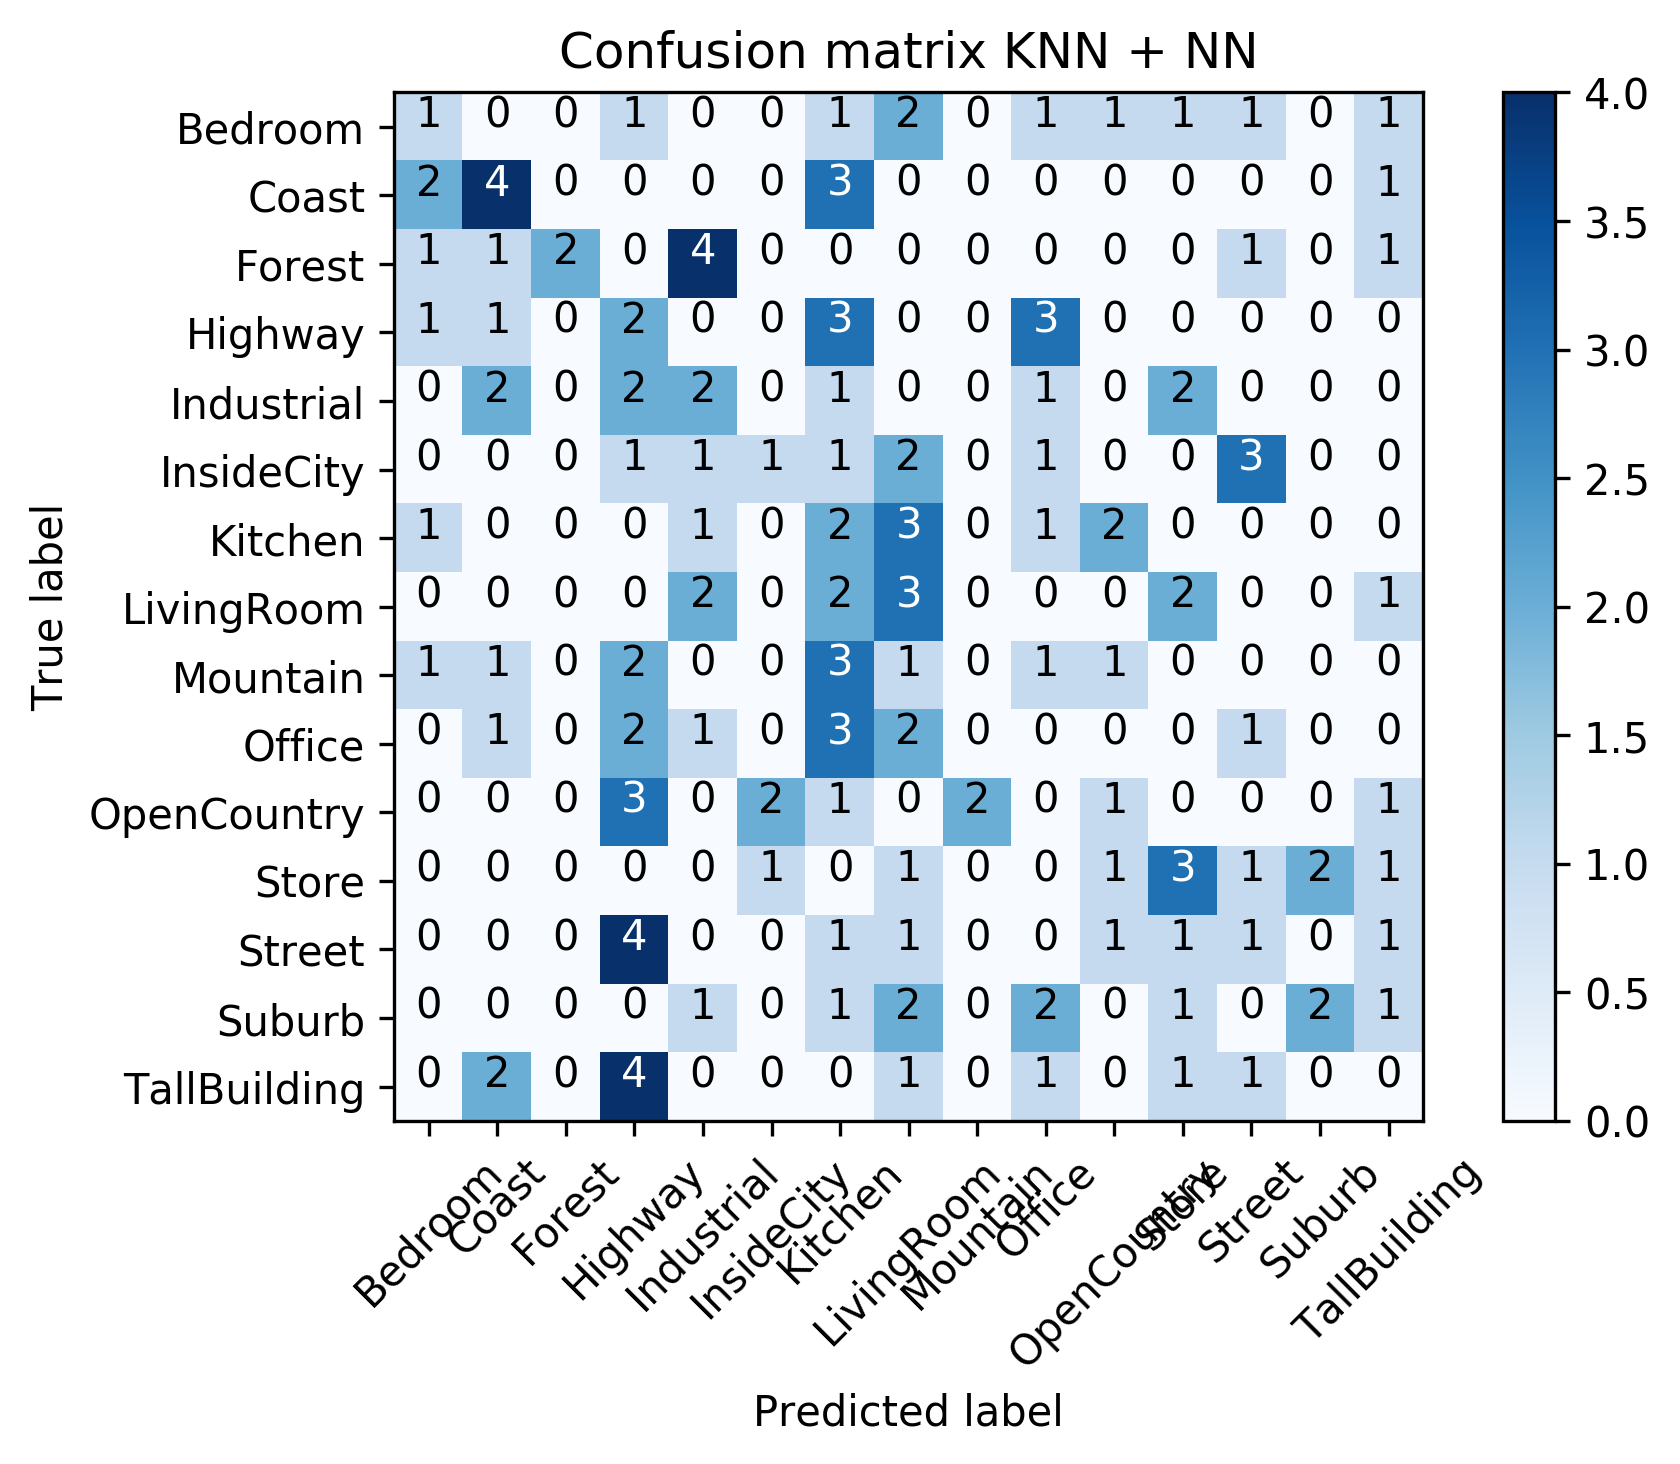 Confusion matrix KNN + NN
Bedroom 1 0 0 1 0 0 1 2 0 1 1 1 1 0 1
Coast 2 4 0 0 0 0 3 0 0 0 0 0 0 0 1
Forest 1 1 2 0 4 0 0 0 0 0 0 0 1 0 1
Highway 1 1 0 2 0 0 3 0 0 3 0 0 0 0 0
Industrial 0 2 0 2 2 0 1 0 0 1 0 2 0 0 0
InsideCity 0 0 0 1 1 1 1 2 0 1 0 0 3 0 0
Kitchen 1 0 0 0 1 0 2 3 0 1 2 0 0 0 0
LivingRoom 0 0 0 0 2 0 2 3 0 0 0 2 0 0 1
Mountain 1 1 0 2 0 0 3 1 0 1 1 0 0 0 0
Office 0 1 0 2 1 0 3 2 0 0 0 0 1 0 0
OpenCountry 0 0 0 3 0 2 1 0 2 0 1 0 0 0 1
Store 0 0 0 0 0 1 0 1 0 0 1 3 1 2 1
Street 0 0 0 4 0 0 1 1 0 0 1 1 1 0 1
Suburb 0 0 0 0 1 0 1 2 0 2 0 1 0 2 1
TallBuilding 0 2 0 4 0 0 0 1 0 1 0 1 1 0 0
True label
Bedroom
Coast
Forest
Highway
Industrial
InsideCity
Kitchen
LivingRoom
Mountain
Office
OpenCountry
Store
Street
Suburb
TallBuilding
Predicted label
4.0
3.5
3.0
2.5
2.0
1.5
1.0
0.5
0.0